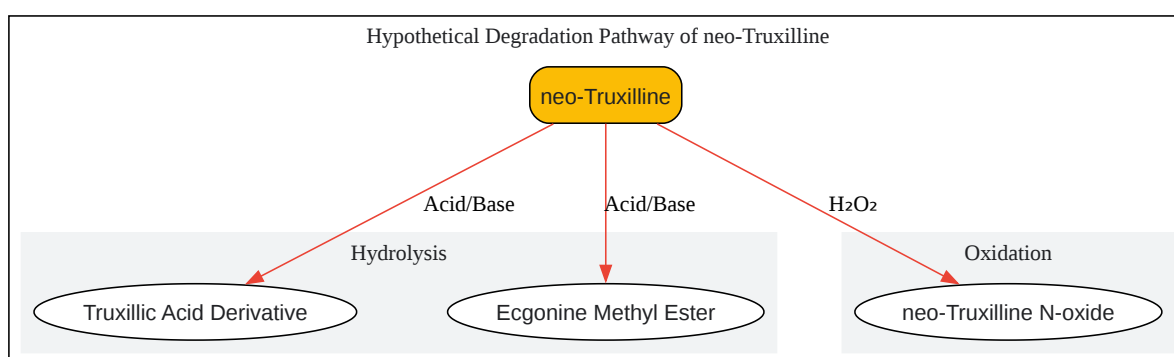 Hypothetical Degradation Pathway of neo-Truxilline
neo-Truxilline
Acid/Base
Acid/Base
H₂O₂
Hydrolysis
Oxidation
Truxillic Acid Derivative
Ecgonine Methyl Ester
neo-Truxilline N-oxide